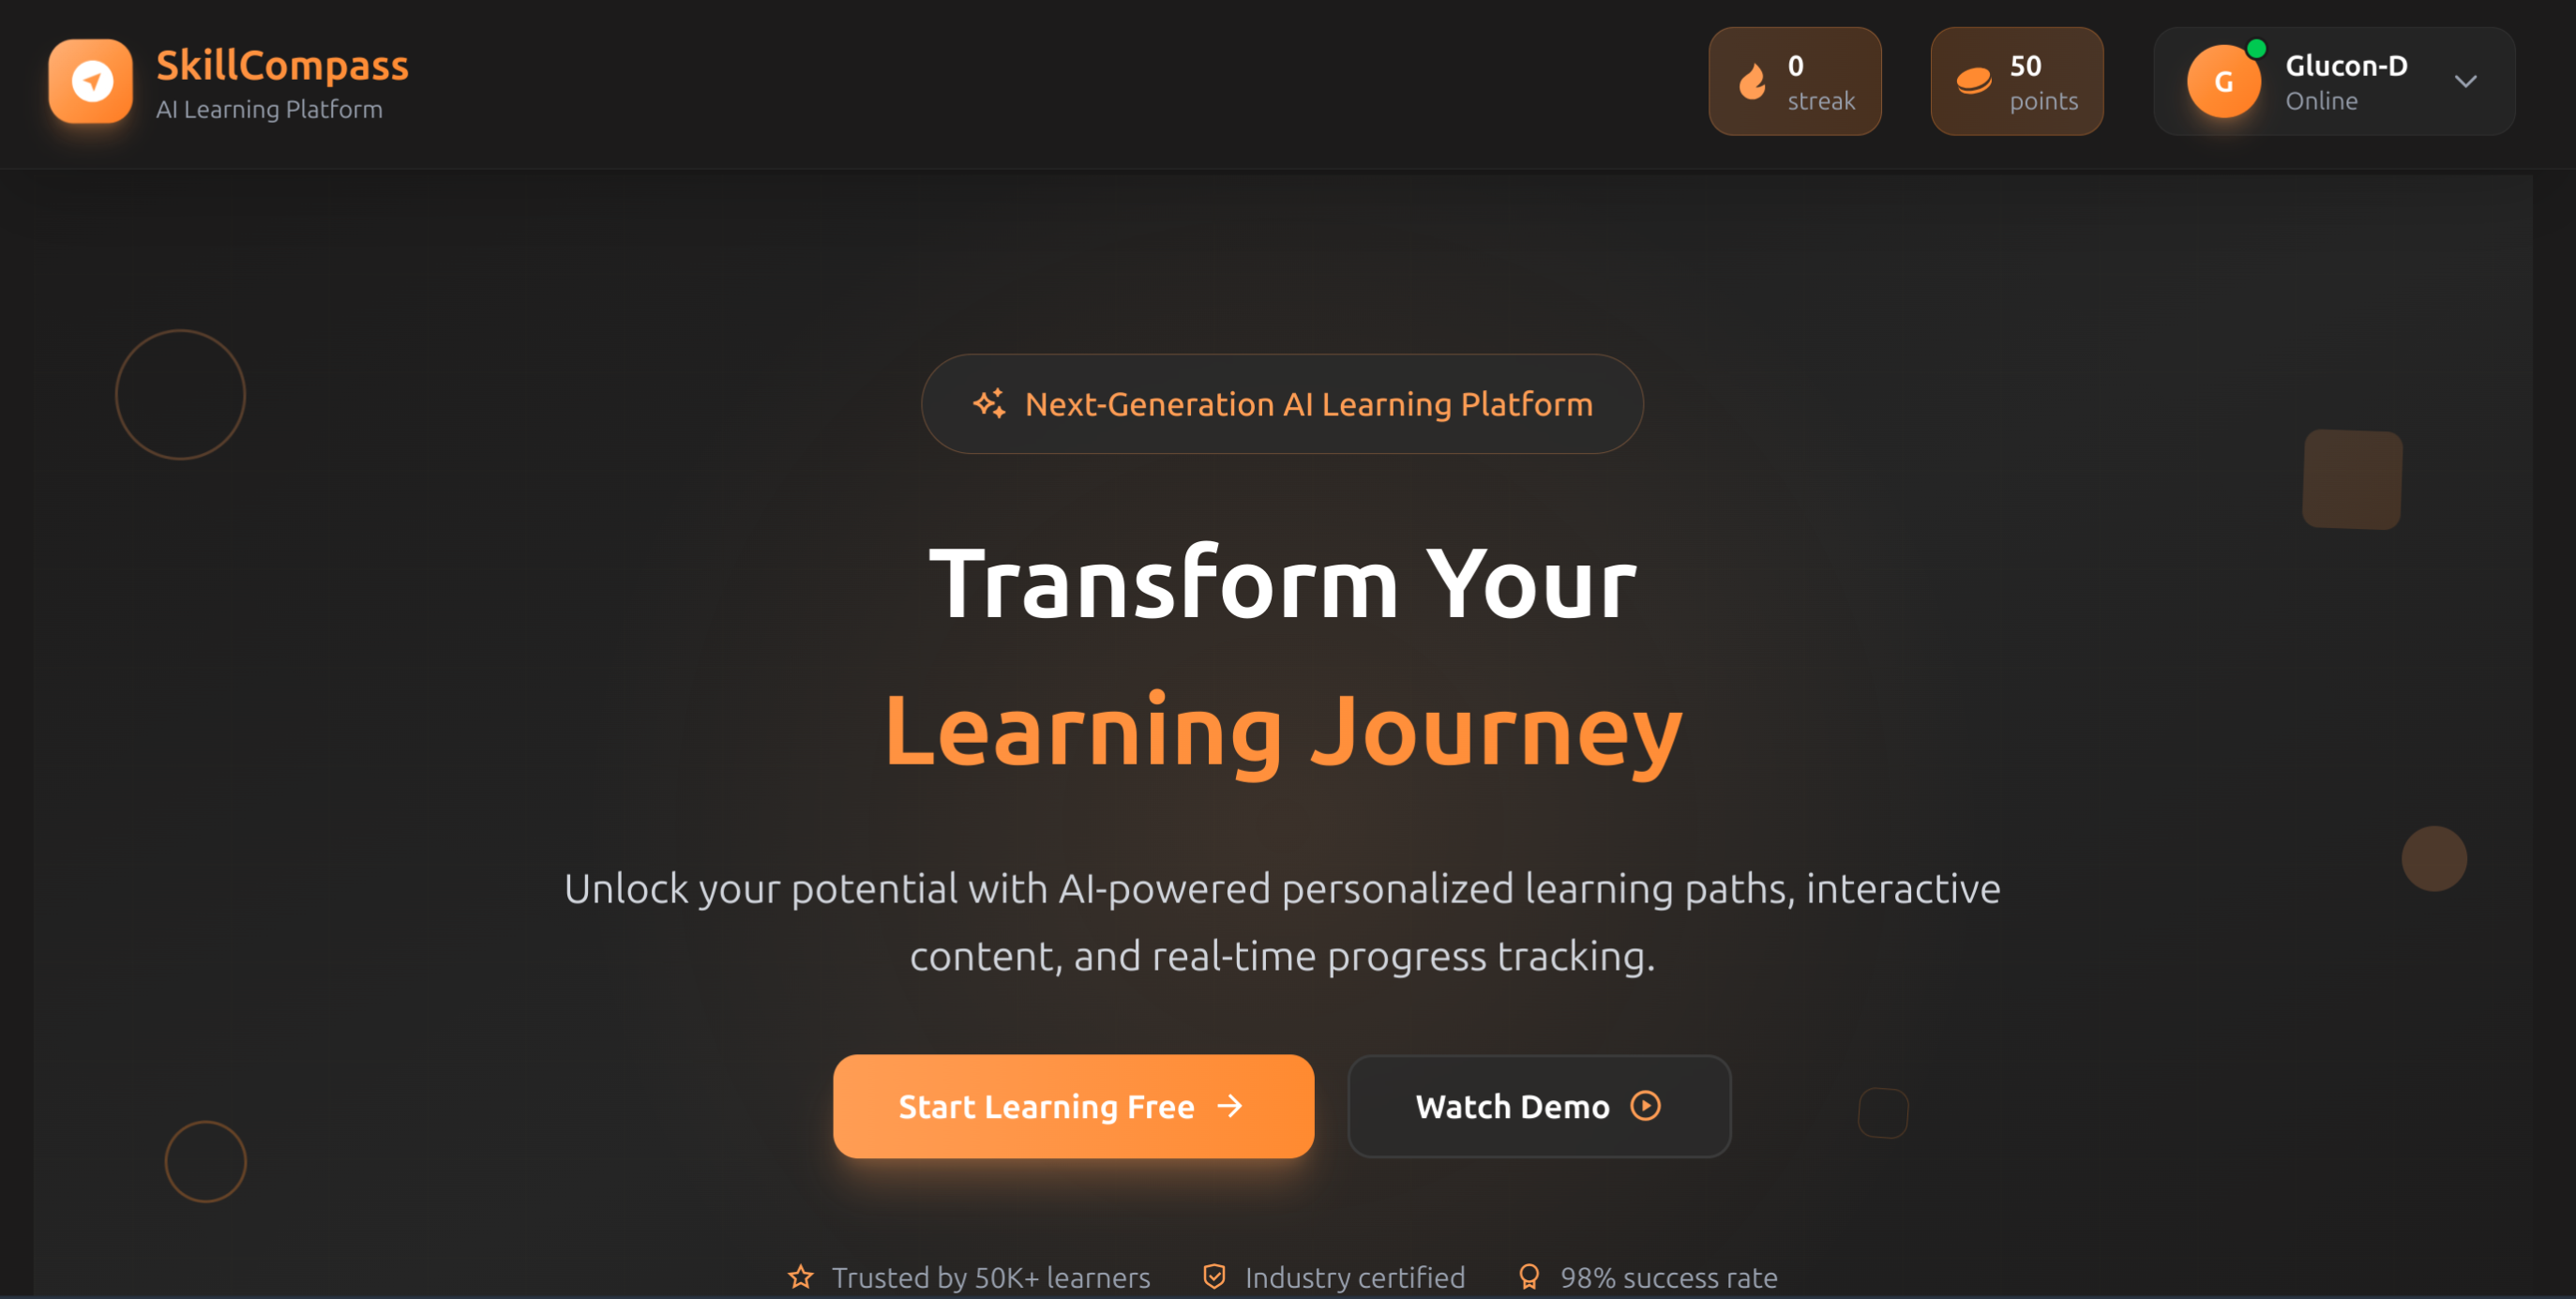 SkillCompass
AI Learning Platform
0
streak
50
points
G
Glucon-D
Online
Next-Generation AI Learning Platform
Transform Your
Learning Journey
Unlock your potential with AI-powered personalized learning paths, interactive
content, and real-time progress tracking.
Start Learning Free
Watch Demo
Trusted by 50K+ learners
Industry certified
98% success rate